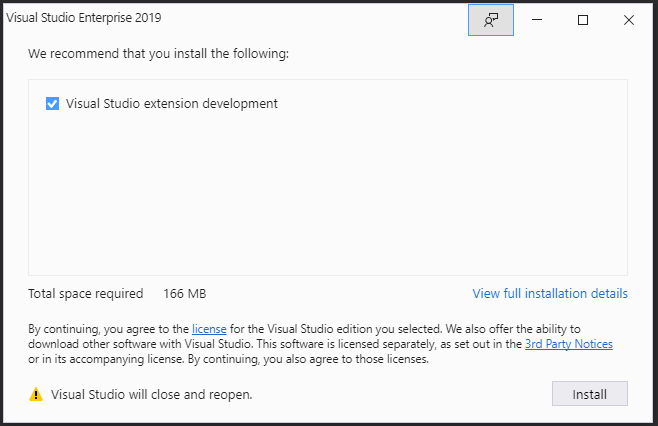 Visual Studio Enterprise 2019
We recommend that you install the following:
Visual Studio extension development
Total space required 166 MB View full installation details
By continuing, you agree to the license for the Visual Studio edition you selected. We also offer the ability to
download other software with Visual Studio. This software is licensed separately, as set out in the 3rd Party Notices
or in its accompanying license. By continuing, you also agree to those licenses.
Visual Studio will close and reopen. Install